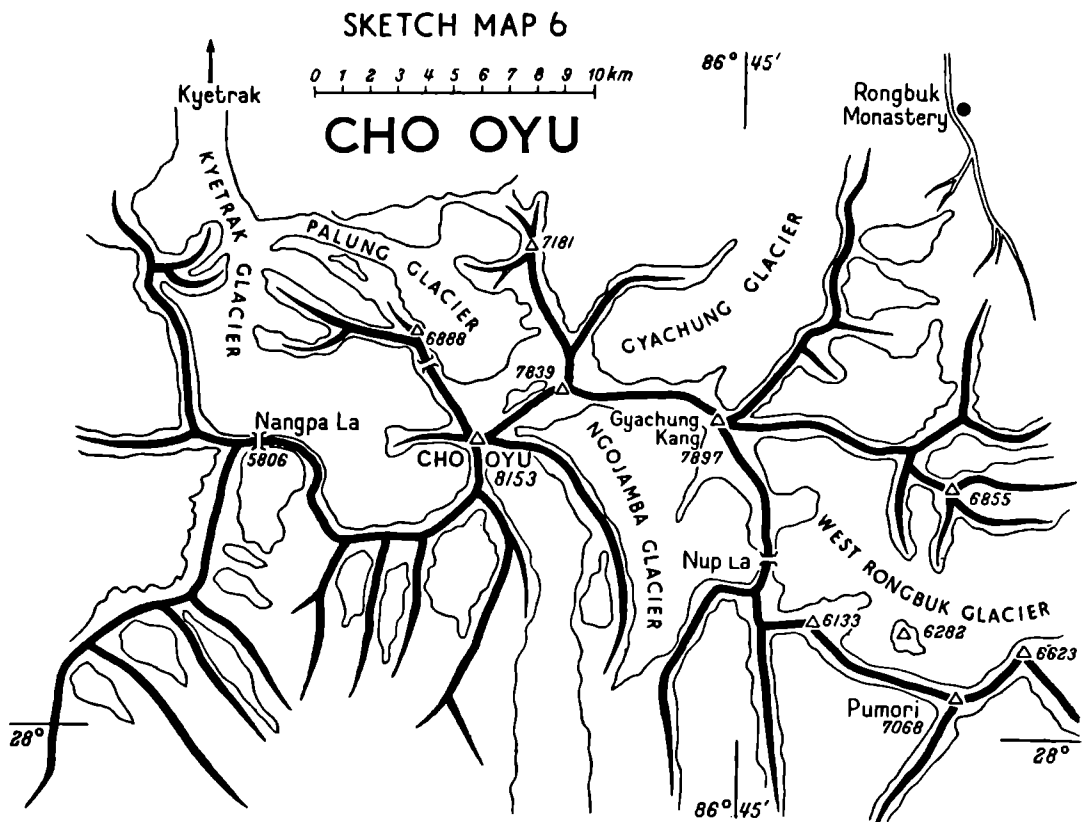 SKETCH MAP 6
0 1 2 3 4 5 6 7 8 9 10 km
CHO OYU
86° 45'
Kyetrak
Rongbuk
Monastery
KYETRAK GLACIER
PALUNG GLACIER
7181
GYACHUNG GLACIER
6888
7839
Nangpa La
5806
CHO OYU
8153
Gyachung
Kang
7897
NGOJAMBA GLACIER
6855
Nup La
WEST RONGBUK GLACIER
6133
6282
6623
Pumori
7068
28°
28°
86° 45'